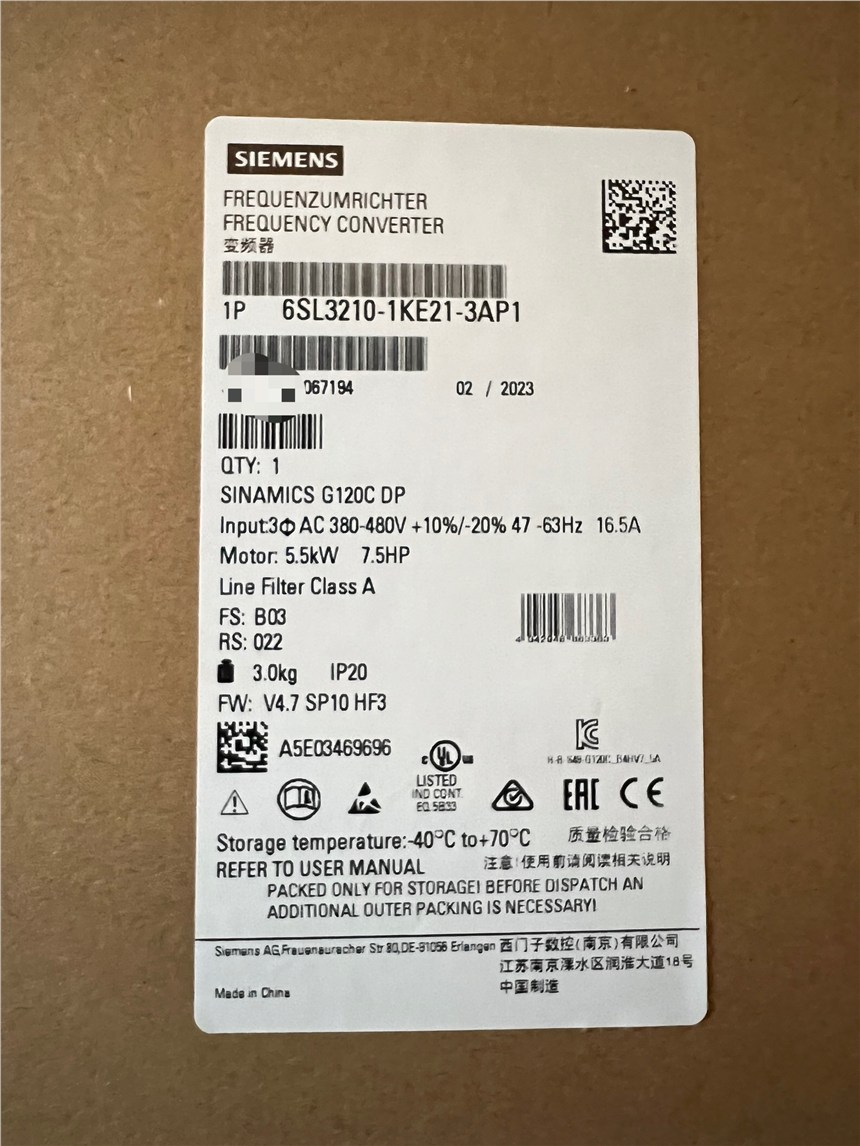 SIEMENS
FREQUENZUMRICHTER
FREQUENCY CONVERTER
变频器
1P 6SL3210-1KE21-3AP1
067194 02 / 2023
QTY: 1
SINAMICS G120C DP
Input:3Φ AC 380-480V +10%/-20% 47 -63Hz 16.5A
Motor: 5.5kW 7.5HP
Line Filter Class A
FS: B03
RS: 022
3.0kg IP20
FW: V4.7 SP10 HF3
A5E03469696
c UL us
LISTED
IND CONT.
EQ.5B33
EAC CE
Storage temperature:-40°C to+70°C 质量检验合格
REFER TO USER MANUAL 注意!使用前请阅读相关说明
PACKED ONLY FOR STORAGE! BEFORE DISPATCH AN
ADDITIONAL OUTER PACKING IS NECESSARY!
Siemens AG,Frauenauracher Str.80,DE-91056 Erlangen 西门子数控(南京)有限公司
江苏南京溧水区润淮大道18号
Made in China 中国制造